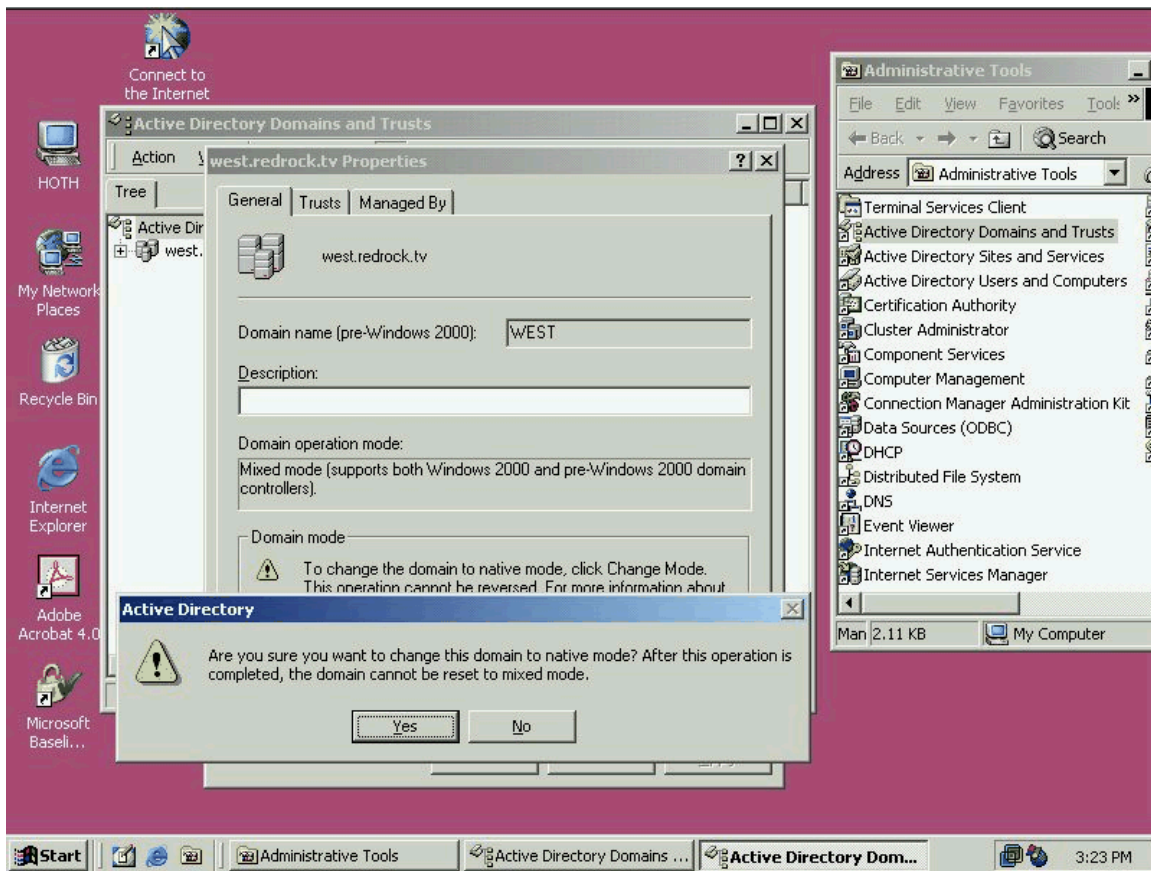 Connect to
the Internet
HOTH
My Network
Places
Recycle Bin
Internet
Explorer
Adobe
Acrobat 4.0
Microsoft
Baseli...
Active Directory Domains and Trusts
Action
Tree
Active Dir
west.
west.redrock.tv Properties
General Trusts Managed By
west.redrock.tv
Domain name (pre-Windows 2000): WEST
Description:
Domain operation mode:
Mixed mode (supports both Windows 2000 and pre-Windows 2000 domain
controllers).
Domain mode
To change the domain to native mode, click Change Mode.
This operation cannot be reversed. For more information about
Active Directory
Are you sure you want to change this domain to native mode? After this operation is
completed, the domain cannot be reset to mixed mode.
Yes No
Administrative Tools
File Edit View Favorites Tools »
Back Search
Address Administrative Tools
Terminal Services Client
Active Directory Domains and Trusts
Active Directory Sites and Services
Active Directory Users and Computers
Certification Authority
Cluster Administrator
Component Services
Computer Management
Connection Manager Administration Kit
Data Sources (ODBC)
DHCP
Distributed File System
DNS
Event Viewer
Internet Authentication Service
Internet Services Manager
Man 2.11 KB My Computer
Start Administrative Tools Active Directory Domains ... Active Directory Dom... 3:23 PM